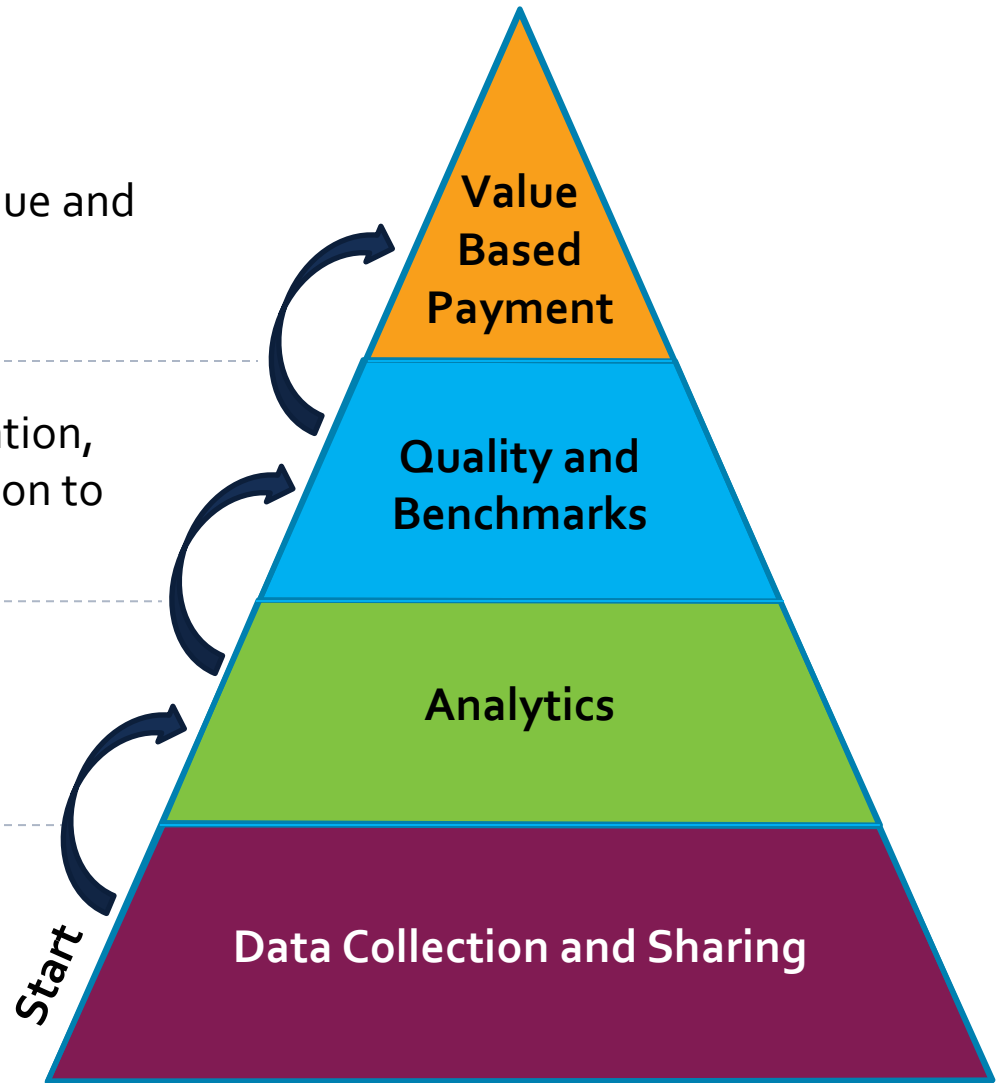 ue and
Value
Based
Payment
tion,
on to
Quality and
Benchmarks
Analytics
Start
Data Collection and Sharing